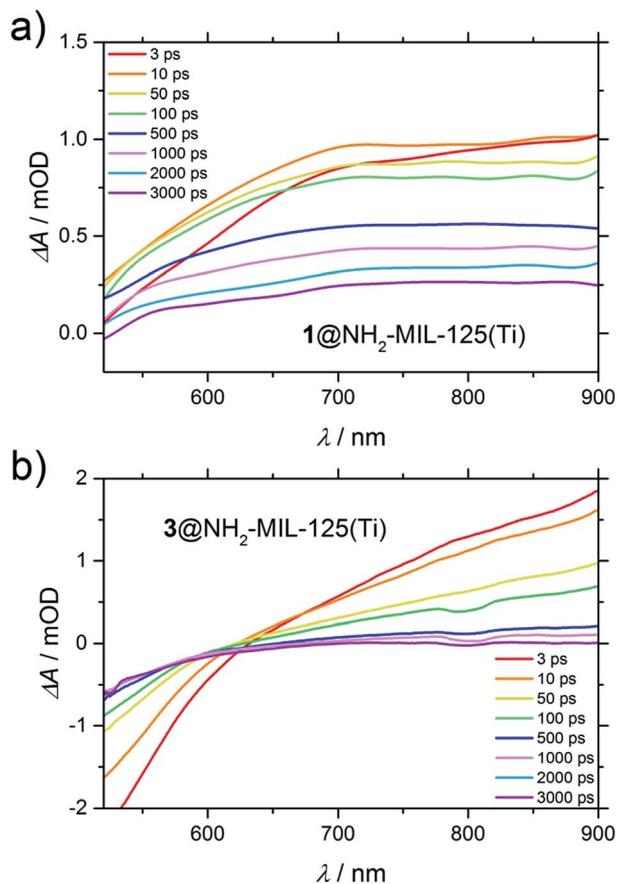 a)
1.5
1.0
0.5
0.0
ΔA / mOD
3 ps
10 ps
50 ps
100 ps
500 ps
1000 ps
2000 ps
3000 ps
1@NH₂-MIL-125(Ti)
600 700 800 900
λ / nm
b)
2
1
0
-1
-2
ΔA / mOD
3@NH₂-MIL-125(Ti)
3 ps
10 ps
50 ps
100 ps
500 ps
1000 ps
2000 ps
3000 ps
600 700 800 900
λ / nm